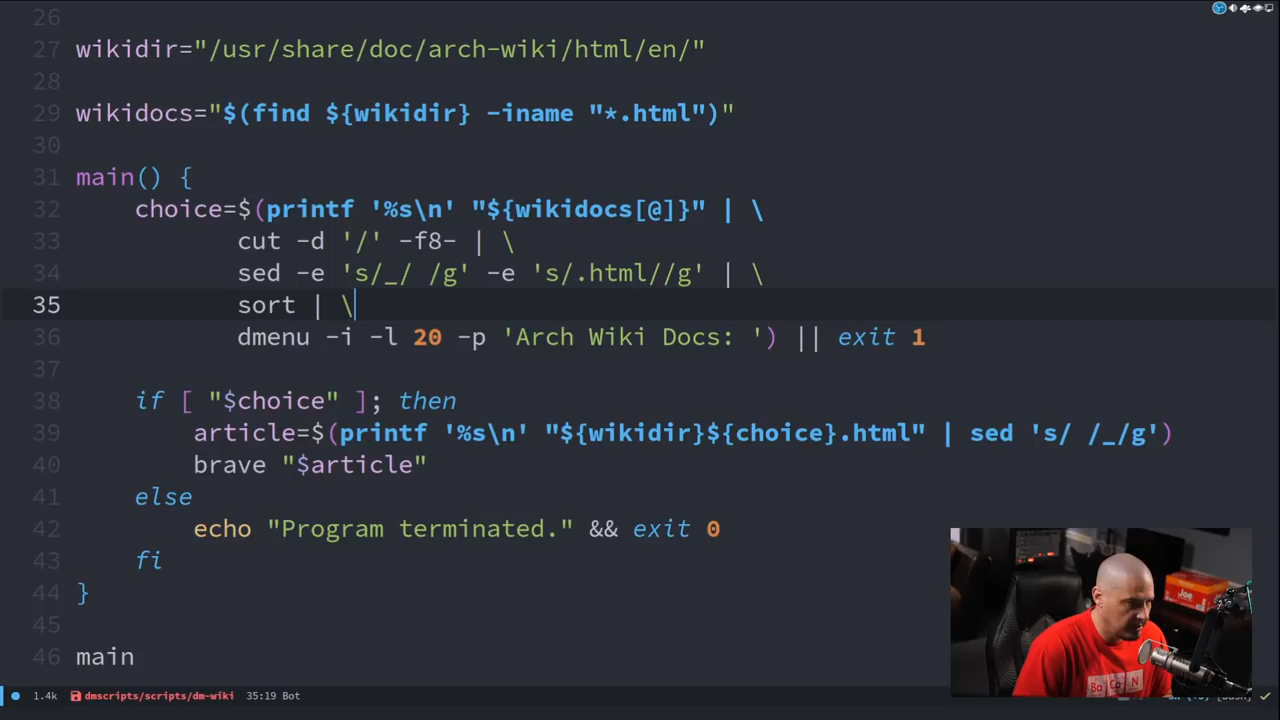 26
27 wikidir="/usr/share/doc/arch-wiki/html/en/"
28
29 wikidocs="$(find ${wikidir} -iname "*.html")"
30
31 main() {
32     choice=$(printf '%s\n' "${wikidocs[@]}" | \
33            cut -d '/' -f8- | \
34            sed -e 's/_/ /g' -e 's/.html//g' | \
35            sort | \
36            dmenu -i -l 20 -p 'Arch Wiki Docs: ') || exit 1
37
38     if [ "$choice" ]; then
39         article=$(printf '%s\n' "${wikidir}${choice}.html" | sed 's/ /_/g')
40         brave "$article"
41     else
42         echo "Program terminated." && exit 0
43     fi
44 }
45
46 main
Joe
Ba Co N
1.4k dmscripts/scripts/dm-wiki 35:19 Bot